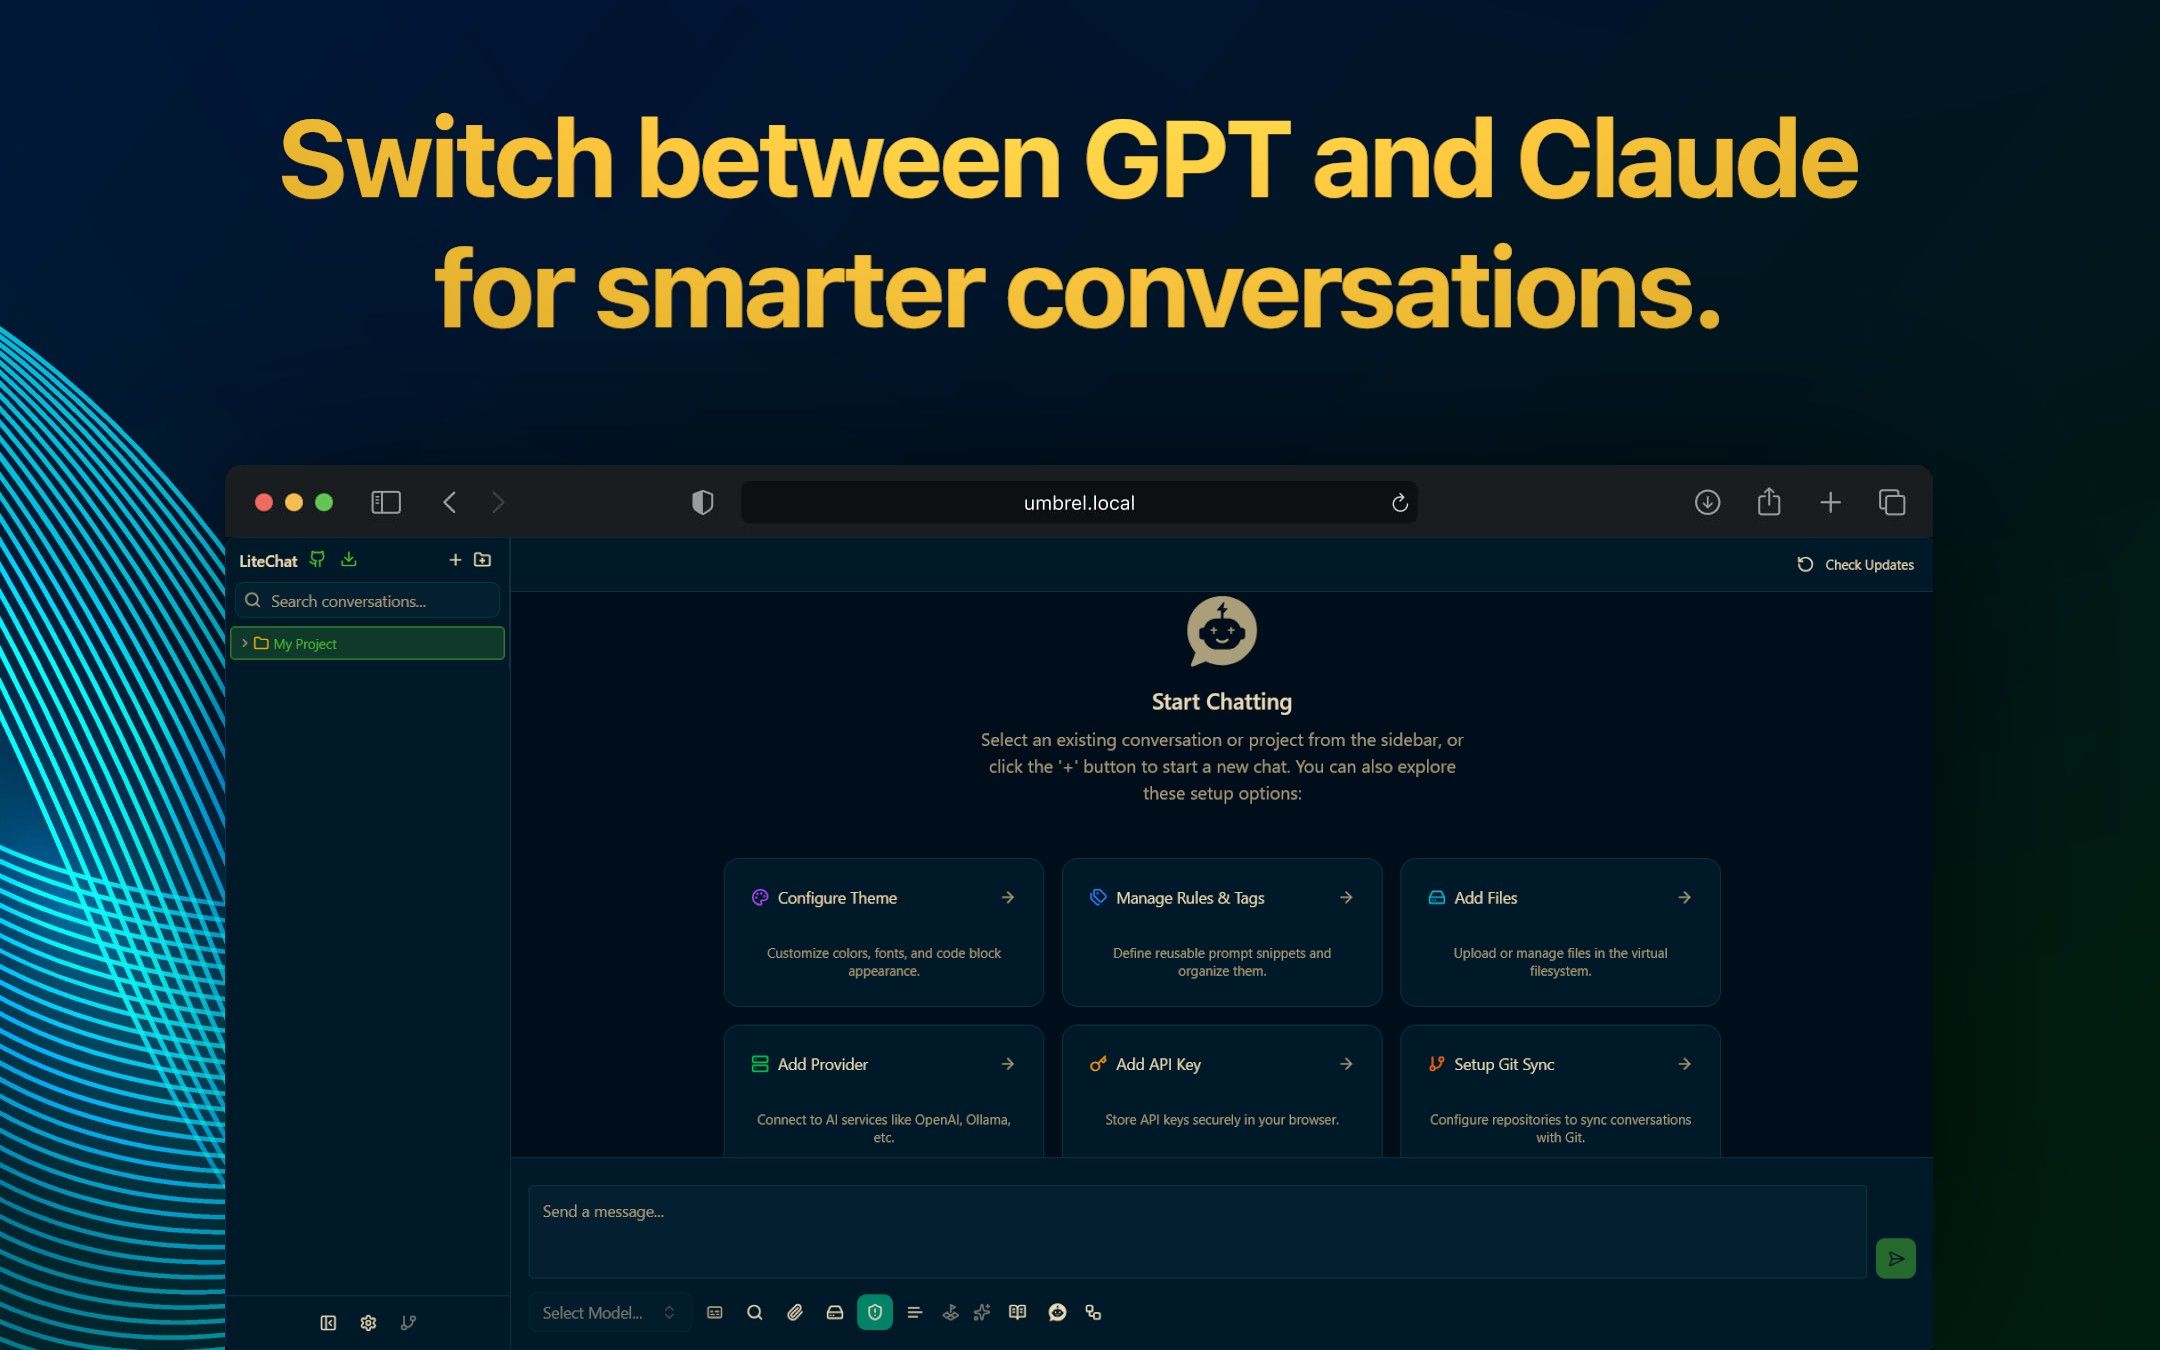 Switch between GPT and Claude
for smarter conversations.
umbrel.local
LiteChat
Check Updates
Search conversations...
My Project
Start Chatting
Select an existing conversation or project from the sidebar, or
click the '+' button to start a new chat. You can also explore
these setup options:
Configure Theme
Customize colors, fonts, and code block
appearance.
Manage Rules & Tags
Define reusable prompt snippets and
organize them.
Add Files
Upload or manage files in the virtual
filesystem.
Add Provider
Connect to AI services like OpenAI, Ollama,
etc.
Add API Key
Store API keys securely in your browser.
Setup Git Sync
Configure repositories to sync conversations
with Git.
Send a message...
Select Model...